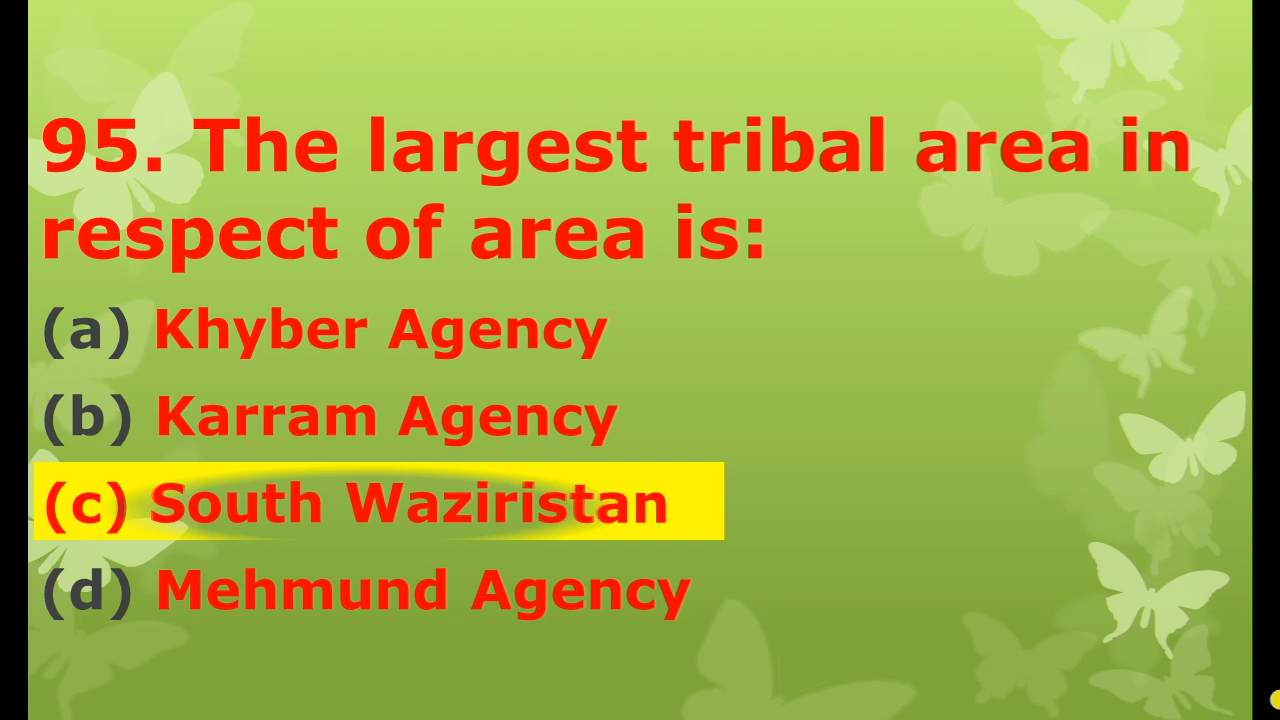 95. The largest tribal area in
respect of area is:
(a) Khyber Agency
(b) Karram Agency
(c) South Waziristan
(d) Mehmund Agency